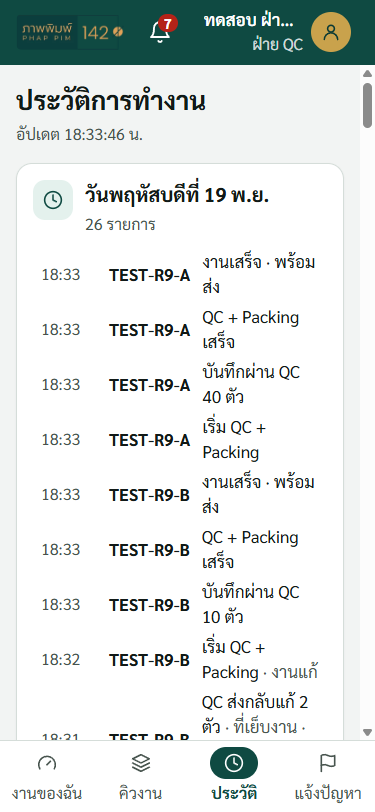 ภาพพิมพ์
PHAP PIM
142
7
ทดสอบ ฝ่า...
ฝ่าย QC
ประวัติการทำงาน
อัปเดต 18:33:46 น.
วันพฤหัสบดีที่ 19 พ.ย.
26 รายการ
18:33 TEST-R9-A งานเสร็จ · พร้อม
ส่ง
18:33 TEST-R9-A QC + Packing
เสร็จ
18:33 TEST-R9-A บันทึกผ่าน QC
40 ตัว
18:33 TEST-R9-A เริ่ม QC +
Packing
18:33 TEST-R9-B งานเสร็จ · พร้อม
ส่ง
18:33 TEST-R9-B QC + Packing
เสร็จ
18:33 TEST-R9-B บันทึกผ่าน QC
10 ตัว
18:32 TEST-R9-B เริ่ม QC +
Packing · งานแก้
QC ส่งกลับแก้ 2
ตัว · ที่เย็บงาน ·
18:31 TEST-R9-B
งานของฉัน
คิวงาน
ประวัติ
แจ้งปัญหา